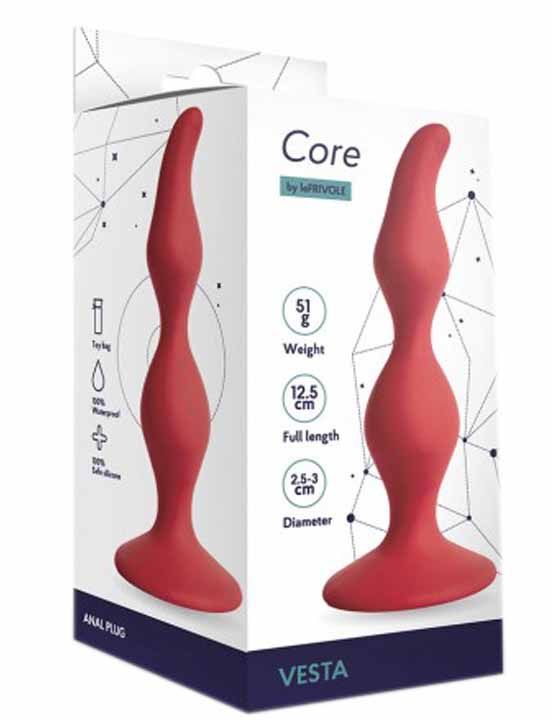 Core
by leFRIVOLE
51
g
Weight
12.5
cm
Full length
2.5-3
cm
Diameter
VESTA
Toy bag
100%
Waterproof
100%
Safe silicone
ANAL PLUG